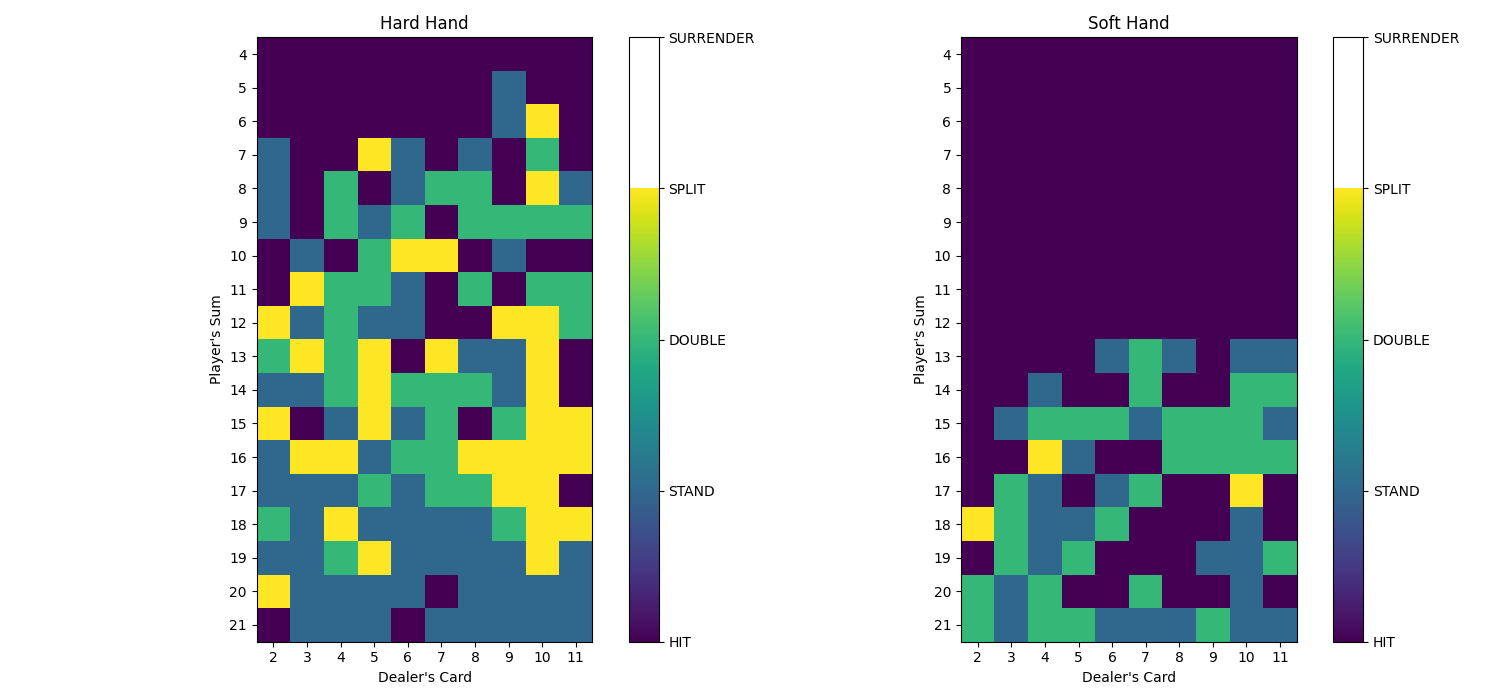 Hard Hand
Player's Sum
4
5
6
7
8
9
10
11
12
13
14
15
16
17
18
19
20
21
2 3 4 5 6 7 8 9 10 11
Dealer's Card
SURRENDER
SPLIT
DOUBLE
STAND
HIT
Soft Hand
Player's Sum
4
5
6
7
8
9
10
11
12
13
14
15
16
17
18
19
20
21
2 3 4 5 6 7 8 9 10 11
Dealer's Card
SURRENDER
SPLIT
DOUBLE
STAND
HIT